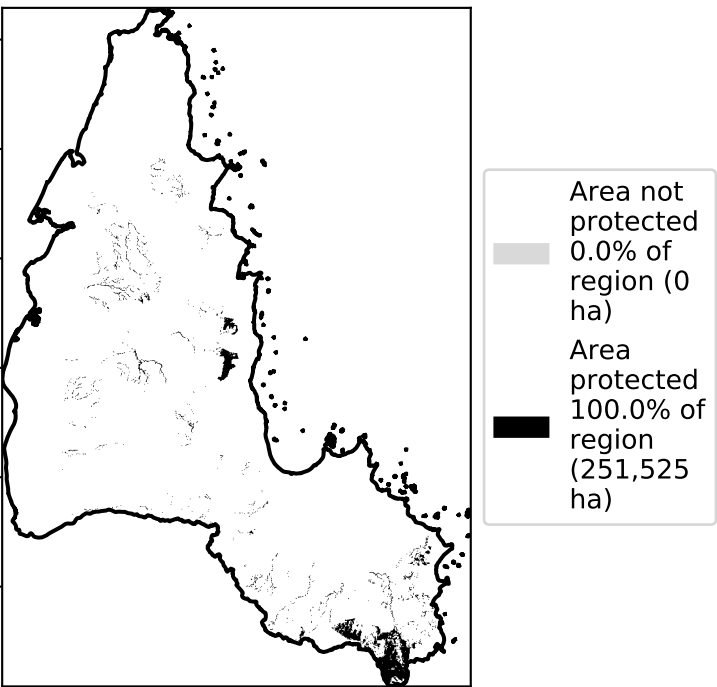 Area not
protected
0.0% of
region (0
ha)
Area
protected
100.0% of
region
(251,525
ha)